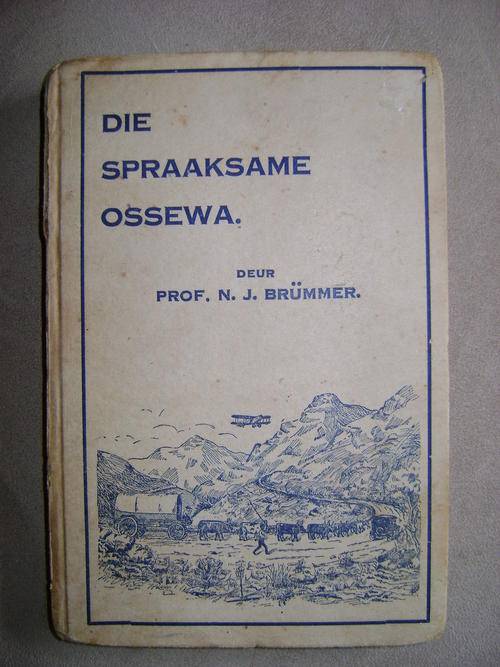 DIE
SPRAAKSAME
OSSEWA.
DEUR
PROF. N. J. BRÜMMER.